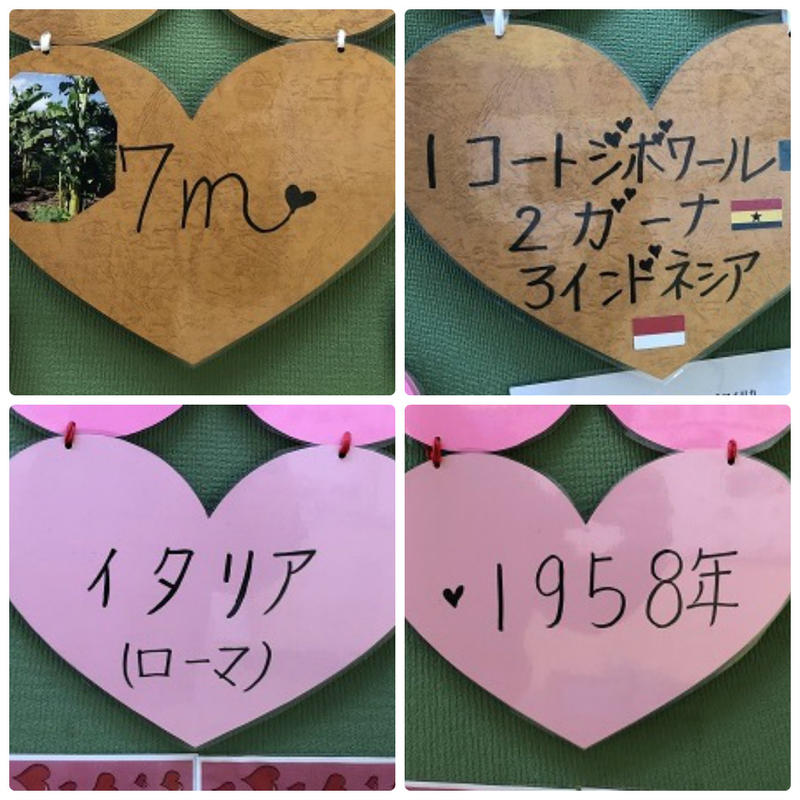 7m
1 コートジボワール
2 ガーナ
3インドネシア
イタリア
(ローマ)
1958年